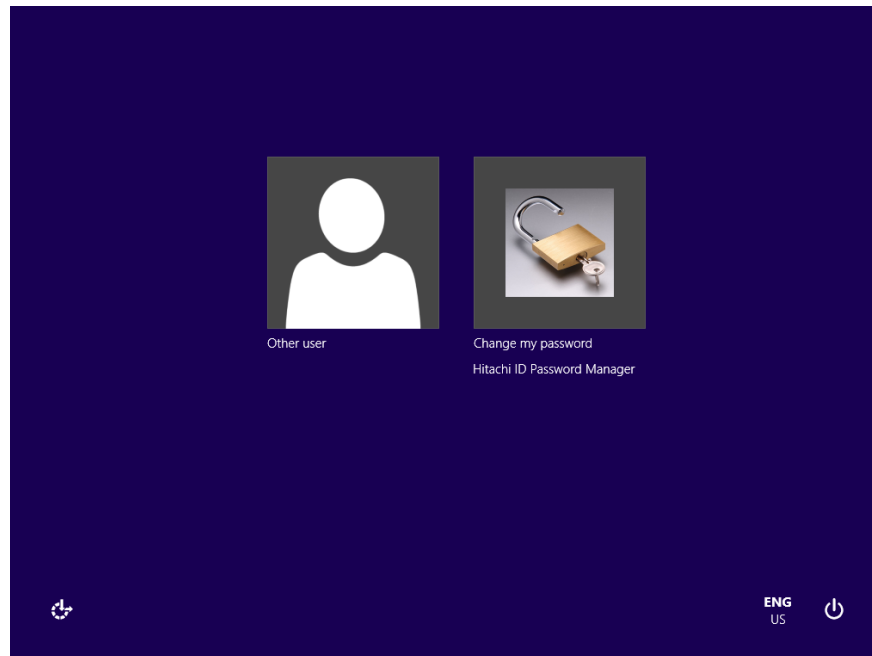 Other user
Change my password
Hitachi ID Password Manager
ENG
US